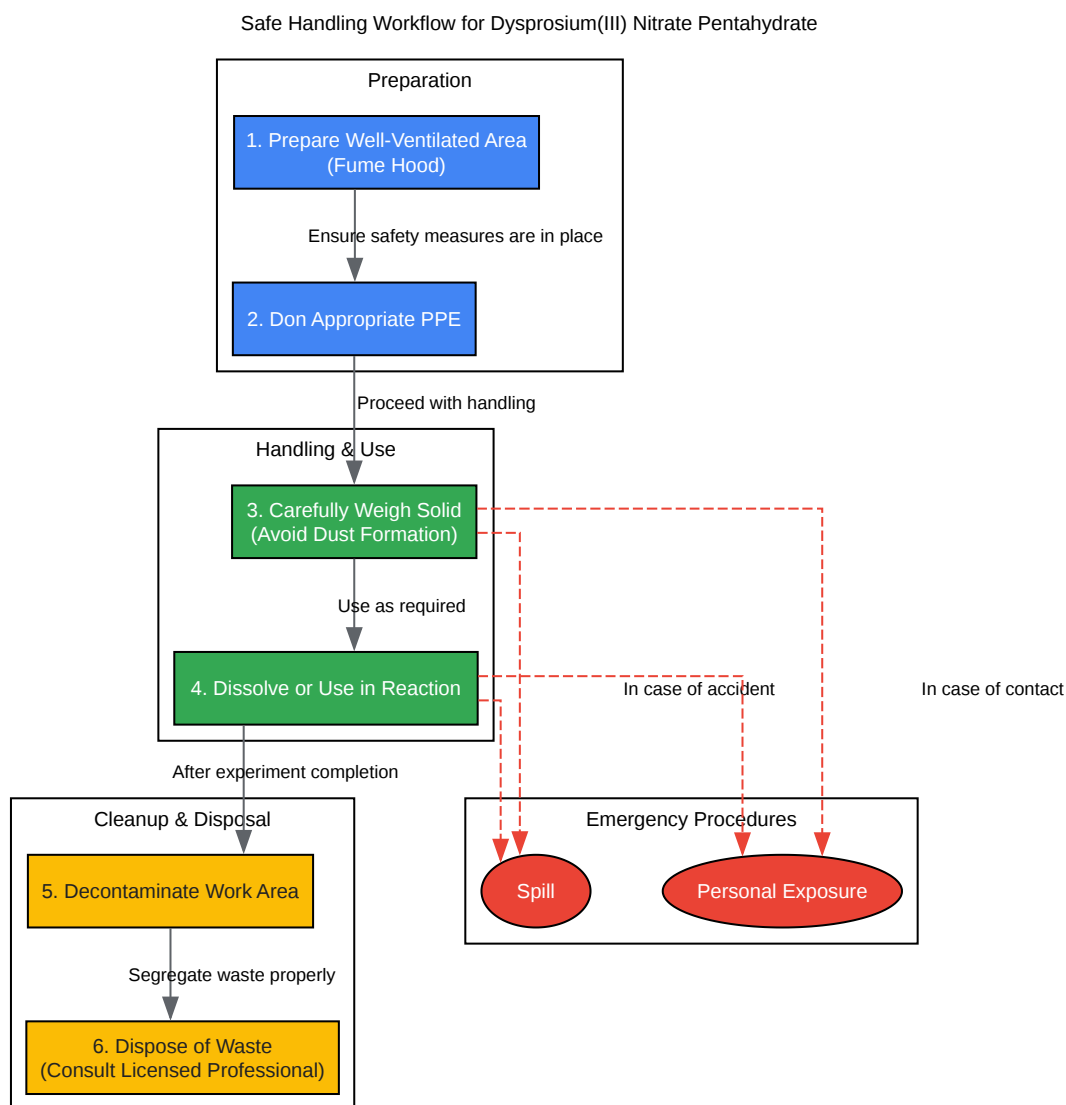 Safe Handling Workflow for Dysprosium(III) Nitrate Pentahydrate
Preparation
1. Prepare Well-Ventilated Area
(Fume Hood)
Ensure safety measures are in place
2. Don Appropriate PPE
Proceed with handling
Handling & Use
3. Carefully Weigh Solid
(Avoid Dust Formation)
Use as required
4. Dissolve or Use in Reaction
In case of accident
In case of contact
After experiment completion
Cleanup & Disposal
5. Decontaminate Work Area
Segregate waste properly
6. Dispose of Waste
(Consult Licensed Professional)
Emergency Procedures
Spill
Personal Exposure